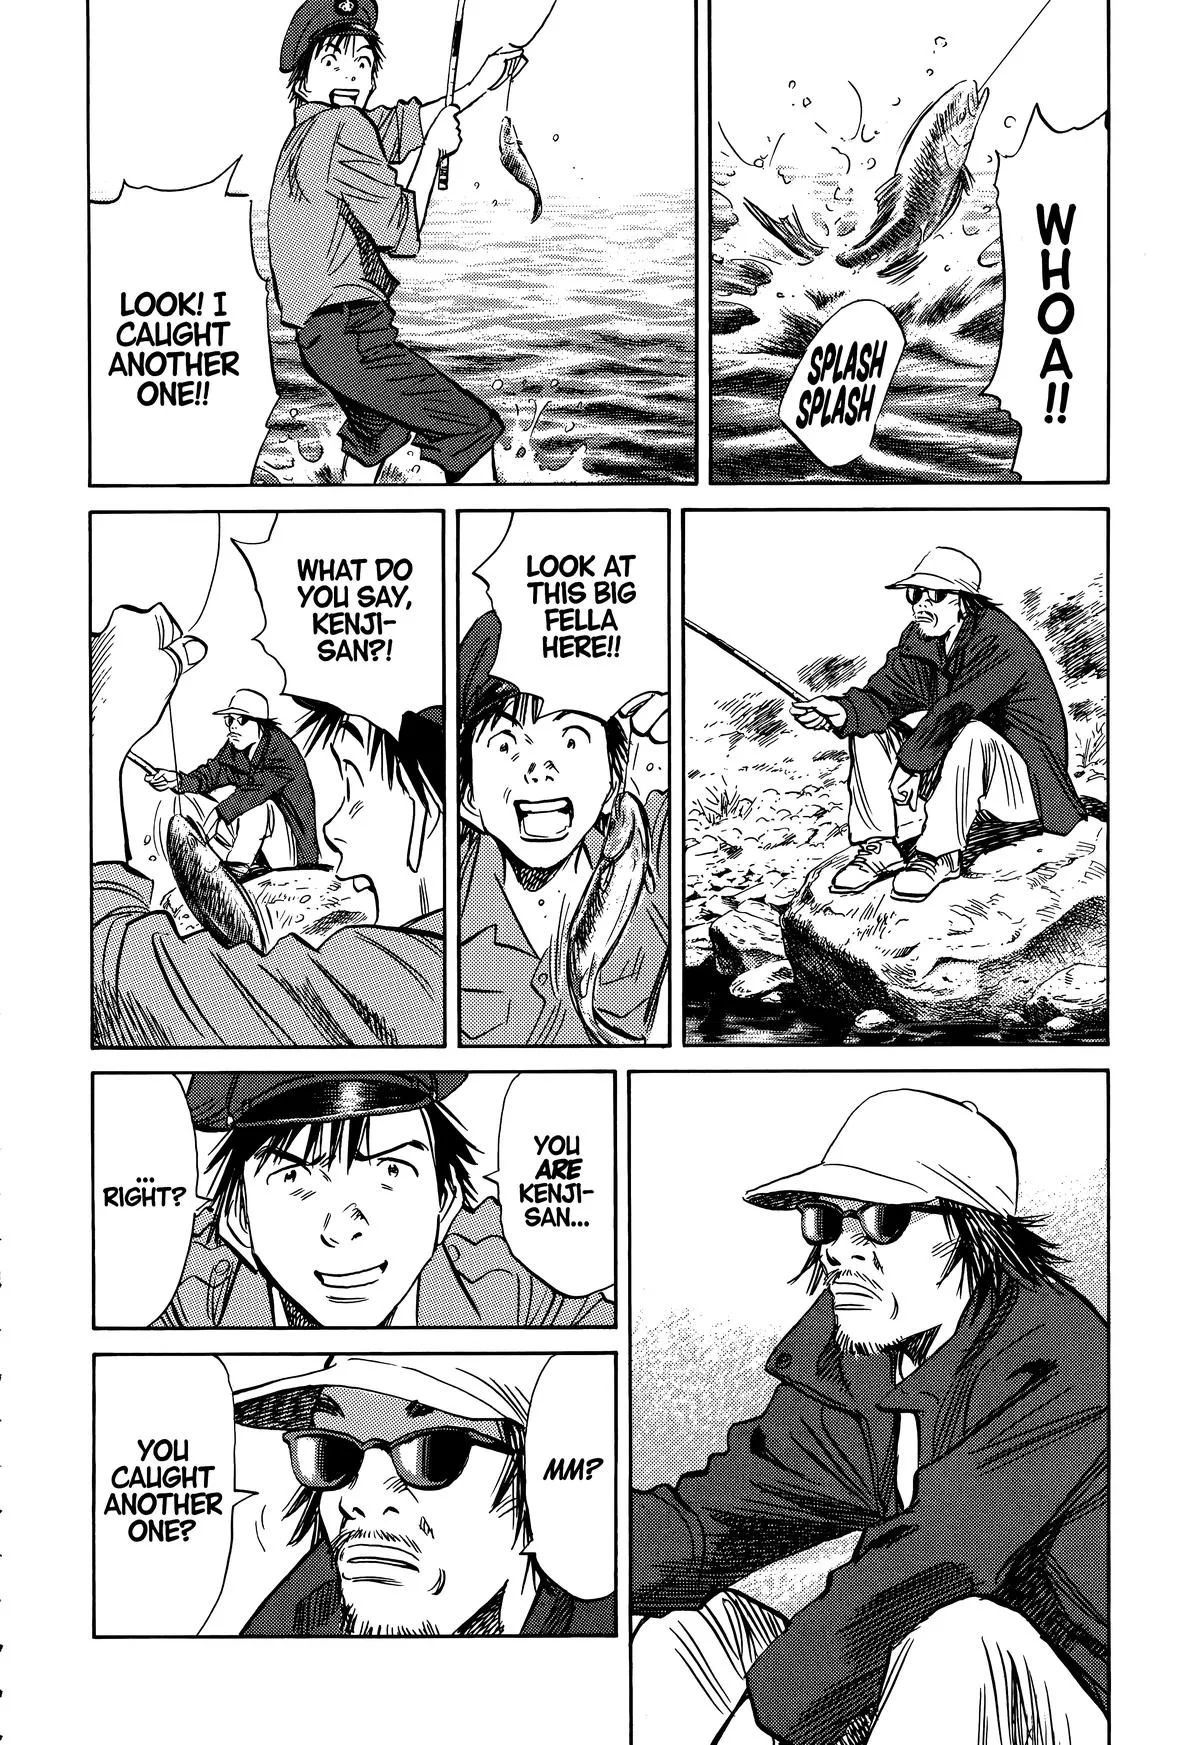 WHOA!!
SPLASH
SPLASH
LOOK! I
CAUGHT
ANOTHER
ONE!!
LOOK AT
THIS BIG
FELLA
HERE!!
WHAT DO
YOU SAY,
KENJI-
SAN?!
YOU
ARE
KENJI-
SAN...
...
RIGHT?
MM?
YOU
CAUGHT
ANOTHER
ONE?